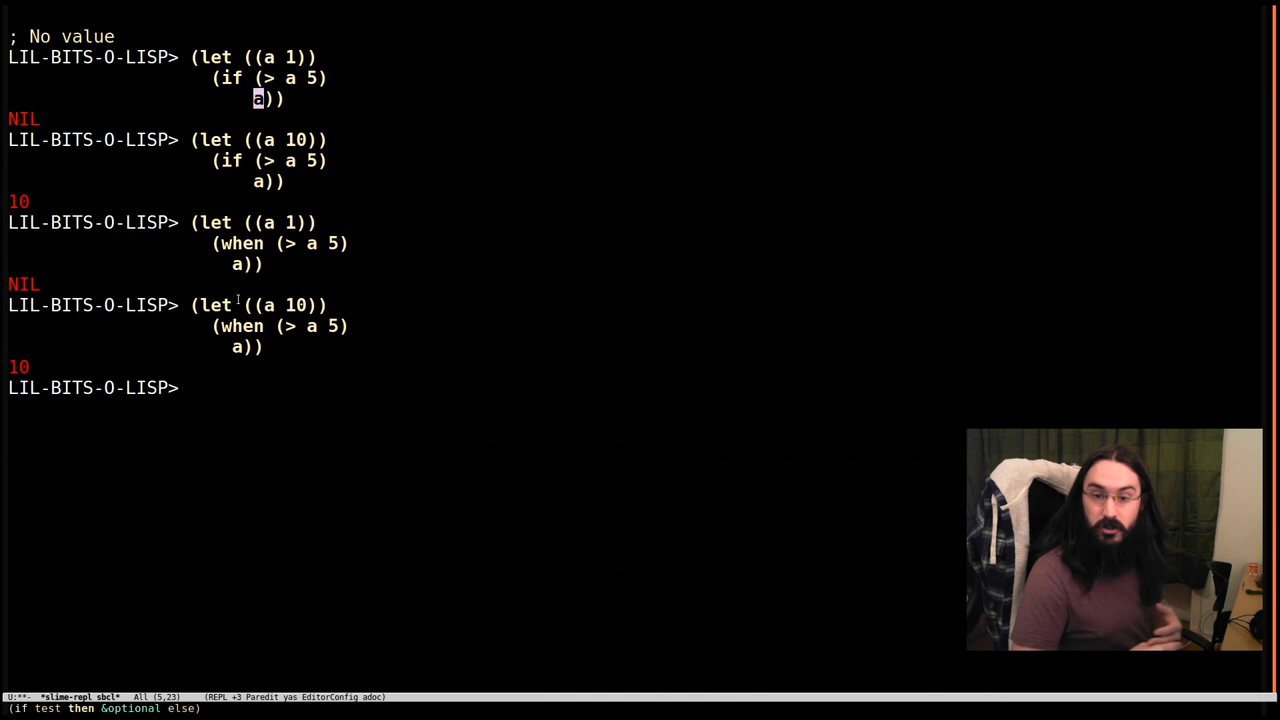 ; No value
LIL-BITS-O-LISP> (let ((a 1))
(if (> a 5)
a))
NIL
LIL-BITS-O-LISP> (let ((a 10))
(if (> a 5)
a))
10
LIL-BITS-O-LISP> (let ((a 1))
(when (> a 5)
a))
NIL
LIL-BITS-O-LISP> (let ((a 10))
(when (> a 5)
a))
10
LIL-BITS-O-LISP>
U:**- *slime-repl sbcl* All (5,23) (REPL +3 Paredit yas EditorConfig adoc)
(if test then &optional else)